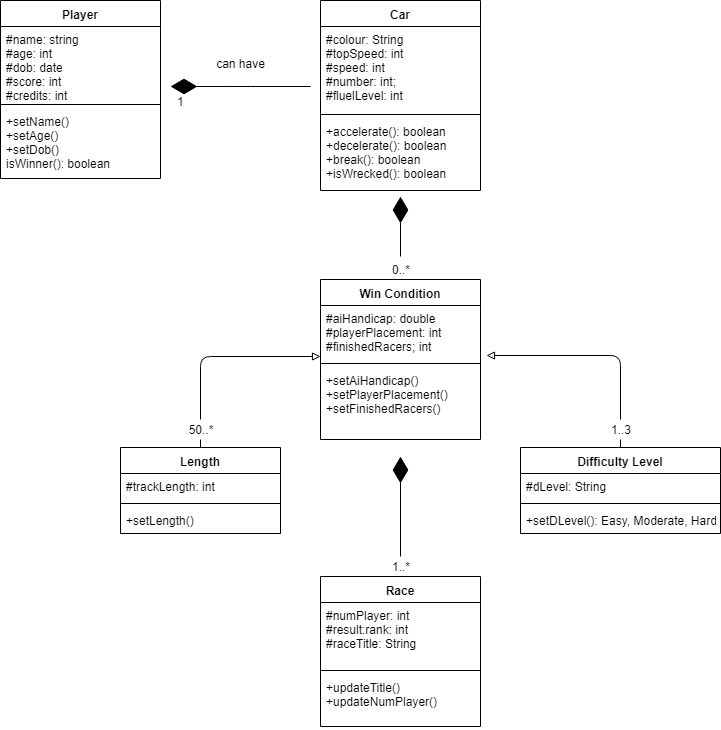 Player
#name: string
#age: int
#dob: date
#score: int
#credits: int
+setName()
+setAge()
+setDob()
isWinner(): boolean
can have
1
Car
#colour: String
#topSpeed: int
#speed: int
#number: int;
#fluelLevel: int
+accelerate(): boolean
+decelerate(): boolean
+break(): boolean
+isWrecked(): boolean
0..*
Win Condition
#aiHandicap: double
#playerPlacement: int
#finishedRacers; int
+setAiHandicap()
+setPlayerPlacement()
+setFinishedRacers()
50..*
Length
#trackLength: int
+setLength()
1..3
Difficulty Level
#dLevel: String
+setDLevel(): Easy, Moderate, Hard
1..*
Race
#numPlayer: int
#result:rank: int
#raceTitle: String
+updateTitle()
+updateNumPlayer()